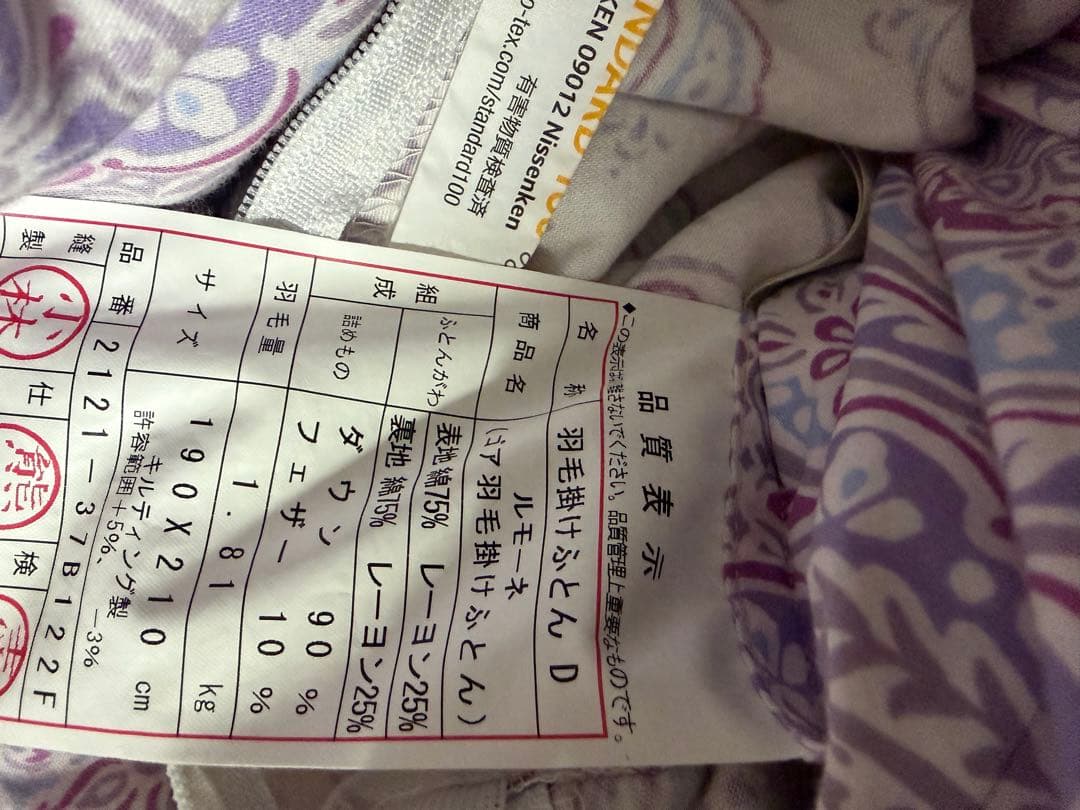 NDARD 100
KEN 09012 Nissenken
有害物質検査済
o-tex.com/standard100
品質表示
◆この表示は除きないでください。品質管理上重要なものです。
名称 羽毛掛けふとん D
商品名 ルモーネ
(ゴア羽毛掛けふとん)
組成 ふとんがわ 表地 綿75% レーヨン25%
裏地 綿75% レーヨン25%
詰めもの ダウン 90 %
フェザー 10 %
羽毛量 1.81 kg
サイズ 190X210 cm
キルティング製
許容範囲+5%、-3%
品番 2121-37B122F
縫製 小林 仕 熊 検